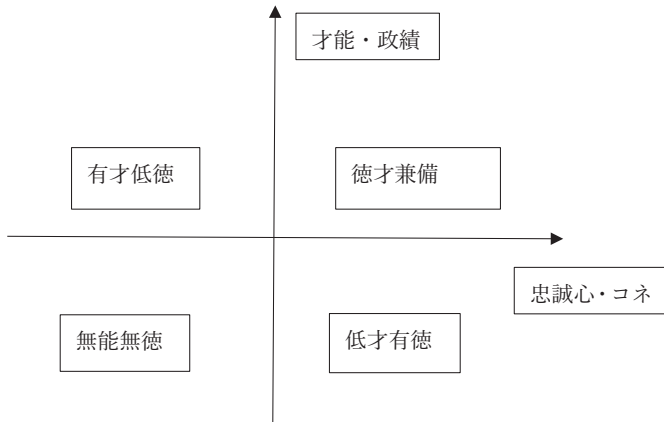 才能・政績
有才低徳
徳才兼備
忠誠心・コネ
無能無徳
低才有徳